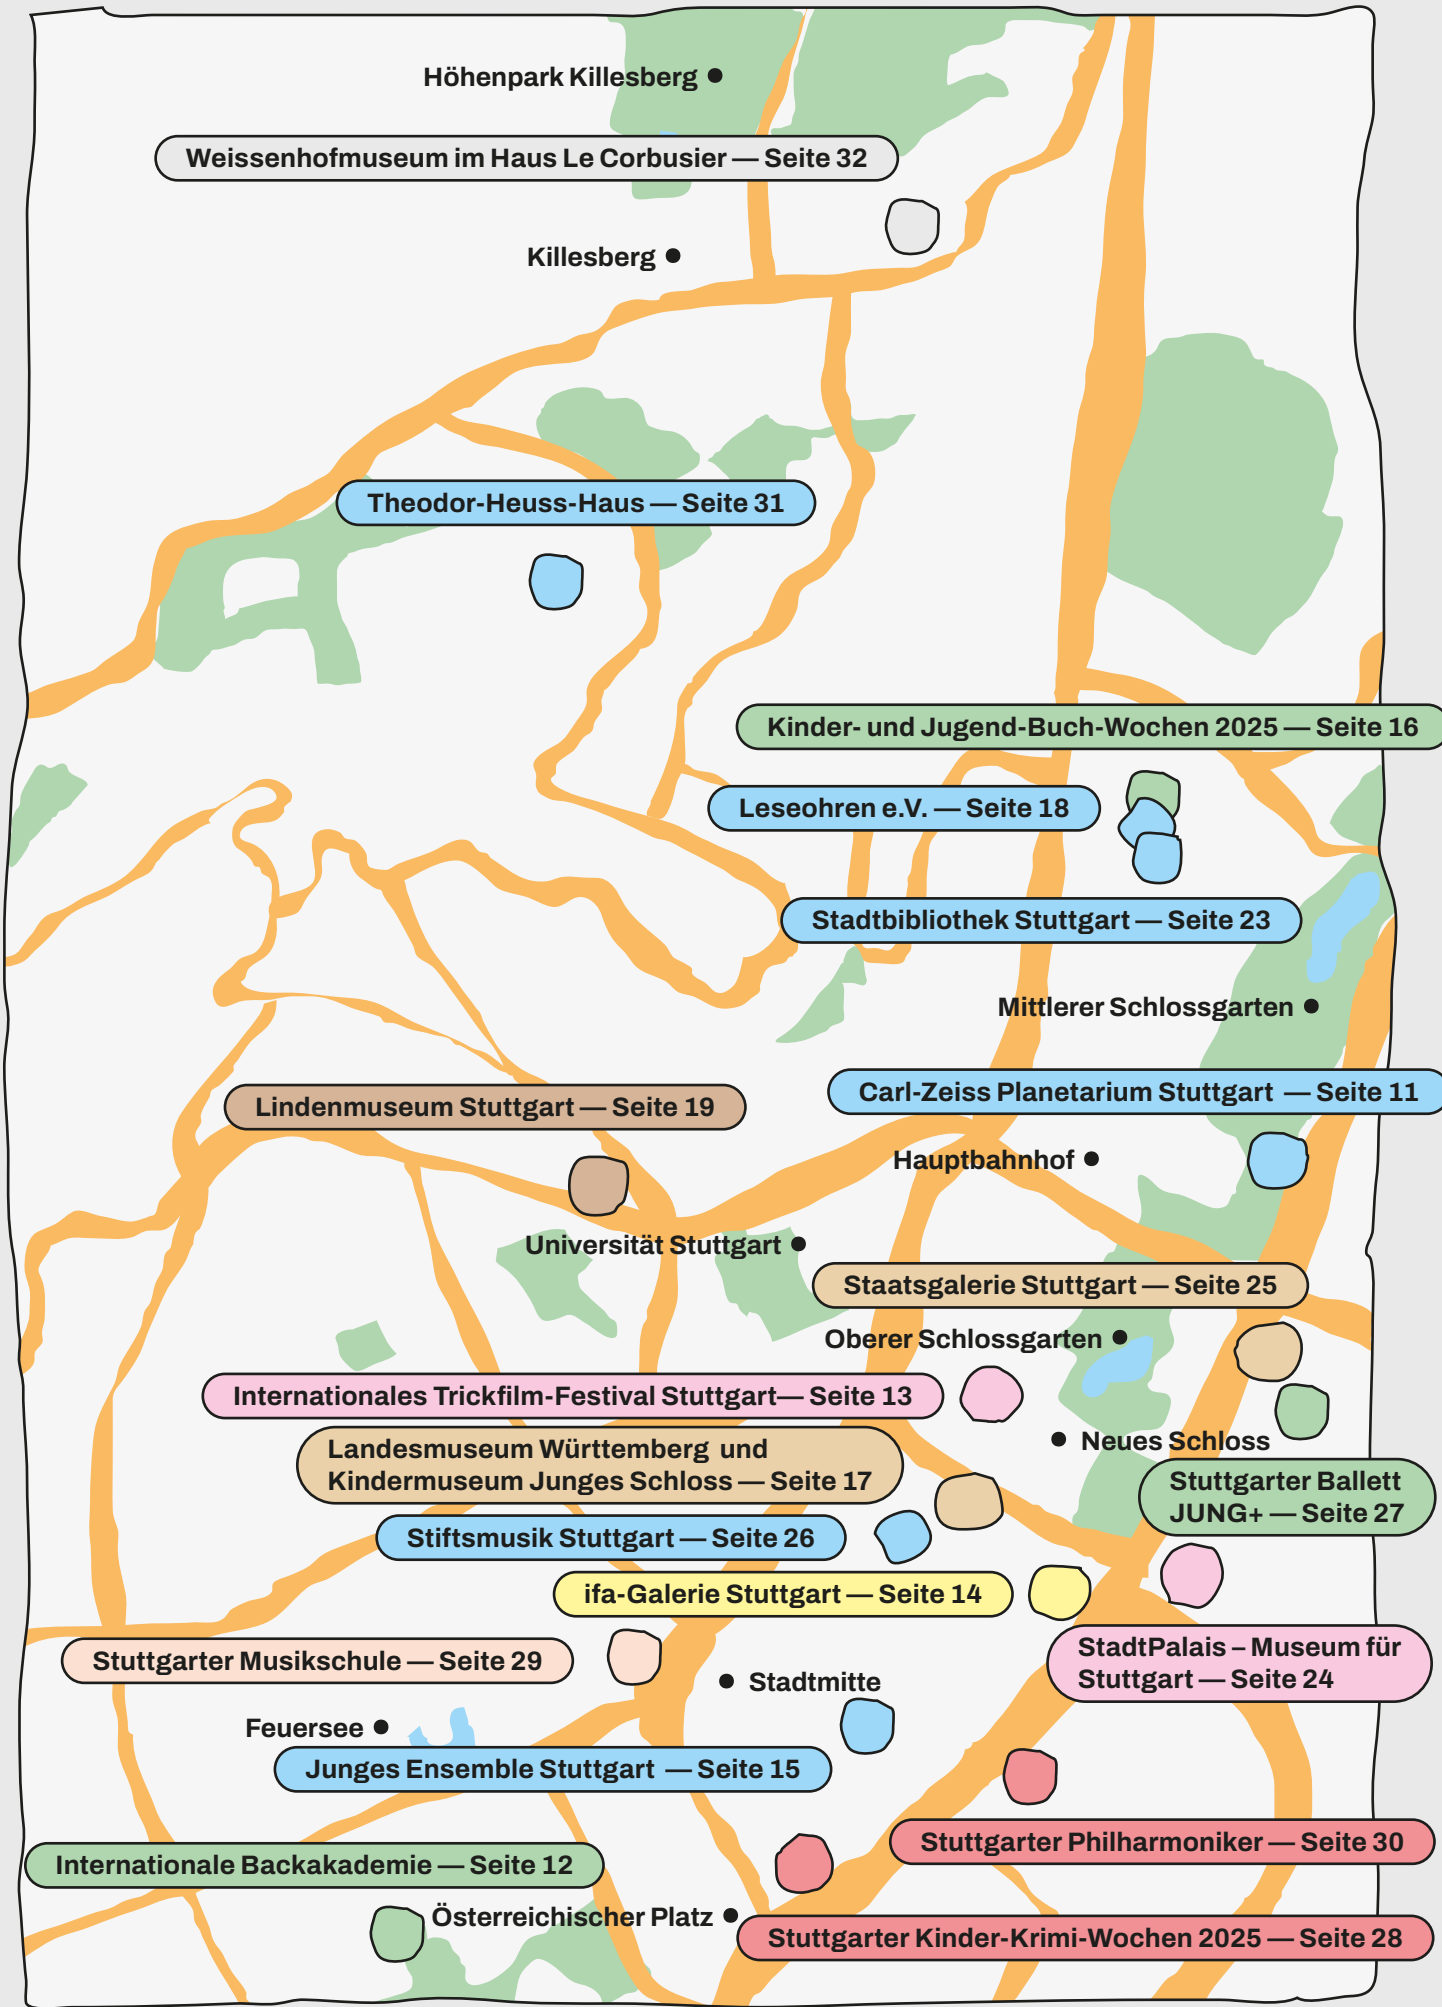 Höhenpark Killesberg
Weissenhofmuseum im Haus Le Corbusier — Seite 32
Killesberg
Theodor-Heuss-Haus — Seite 31
Kinder- und Jugend-Buch-Wochen 2025 — Seite 16
Leseohren e.V. — Seite 18
Stadtbibliothek Stuttgart — Seite 23
Mittlerer Schlossgarten
Carl-Zeiss Planetarium Stuttgart — Seite 11
Lindenmuseum Stuttgart — Seite 19
Hauptbahnhof
Universität Stuttgart
Staatsgalerie Stuttgart — Seite 25
Oberer Schlossgarten
Internationales Trickfilm-Festival Stuttgart— Seite 13
Neues Schloss
Landesmuseum Württemberg und
Kindermuseum Junges Schloss — Seite 17
Stuttgarter Ballett
JUNG+ — Seite 27
Stiftsmusik Stuttgart — Seite 26
ifa-Galerie Stuttgart — Seite 14
StadtPalais – Museum für
Stuttgart — Seite 24
Stuttgarter Musikschule — Seite 29
Stadtmitte
Feuersee
Junges Ensemble Stuttgart — Seite 15
Stuttgarter Philharmoniker — Seite 30
Internationale Backakademie — Seite 12
Österreichischer Platz
Stuttgarter Kinder-Krimi-Wochen 2025 — Seite 28